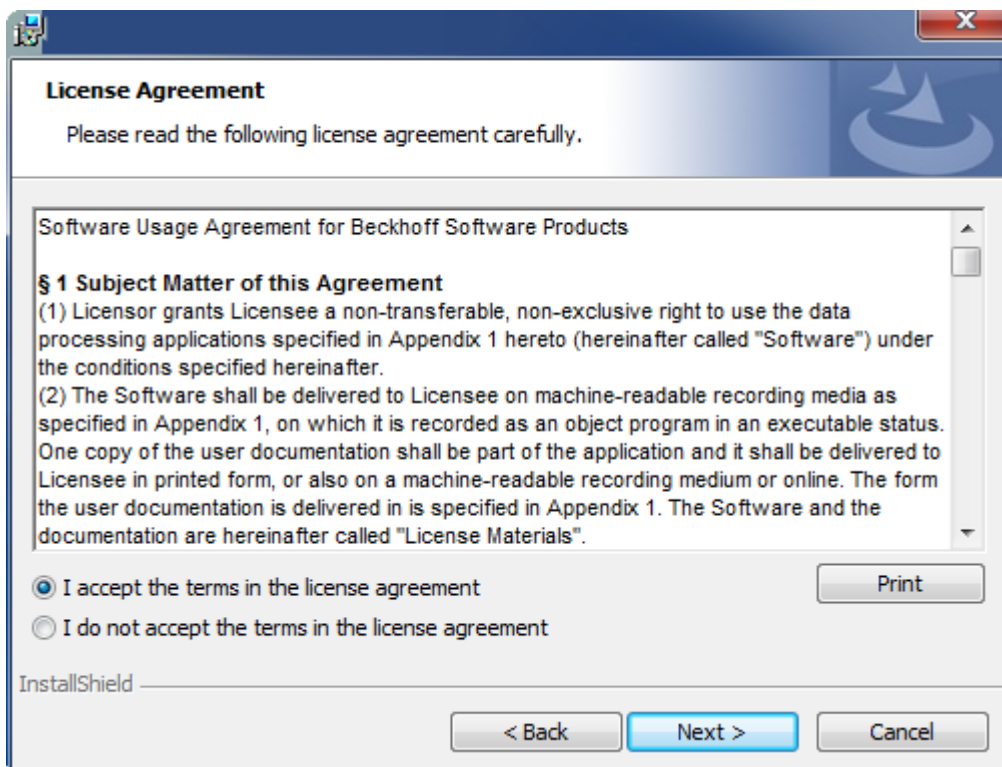 License Agreement
Please read the following license agreement carefully.
Software Usage Agreement for Beckhoff Software Products
§ 1 Subject Matter of this Agreement
(1) Licensor grants Licensee a non-transferable, non-exclusive right to use the data
processing applications specified in Appendix 1 hereto (hereinafter called "Software") under
the conditions specified hereinafter.
(2) The Software shall be delivered to Licensee on machine-readable recording media as
specified in Appendix 1, on which it is recorded as an object program in an executable status.
One copy of the user documentation shall be part of the application and it shall be delivered to
Licensee in printed form, or also on a machine-readable recording medium or online. The form
the user documentation is delivered in is specified in Appendix 1. The Software and the
documentation are hereinafter called "License Materials".
I accept the terms in the license agreement
Print
I do not accept the terms in the license agreement
InstallShield
< Back
Next >
Cancel